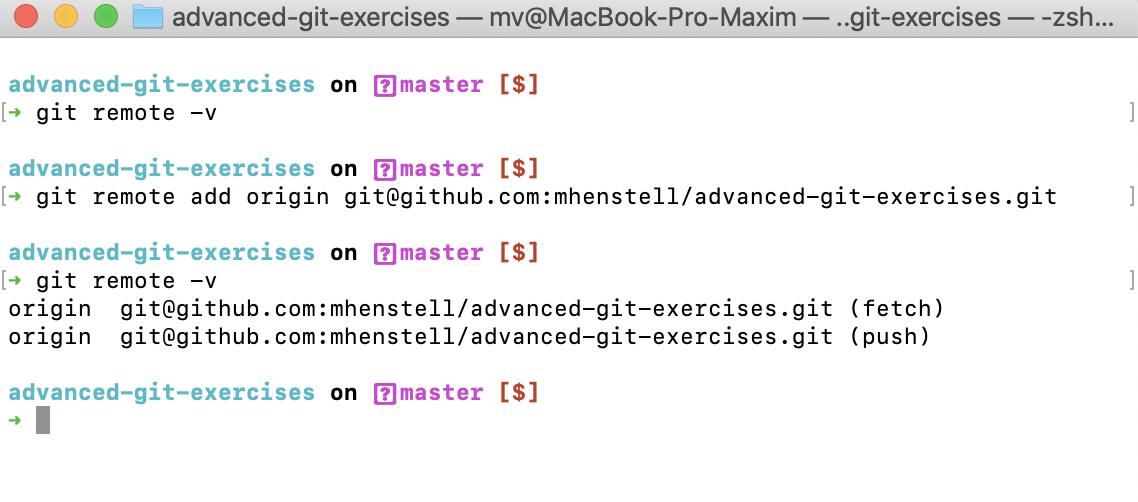 advanced-git-exercises — mv@MacBook-Pro-Maxim — ..git-exercises — -zsh...
advanced-git-exercises on ⍰master [$]
[➜ git remote -v ]
advanced-git-exercises on ⍰master [$]
[➜ git remote add origin git@github.com:mhenstell/advanced-git-exercises.git ]
advanced-git-exercises on ⍰master [$]
[➜ git remote -v ]
origin  git@github.com:mhenstell/advanced-git-exercises.git (fetch)
origin  git@github.com:mhenstell/advanced-git-exercises.git (push)
advanced-git-exercises on ⍰master [$]
➜